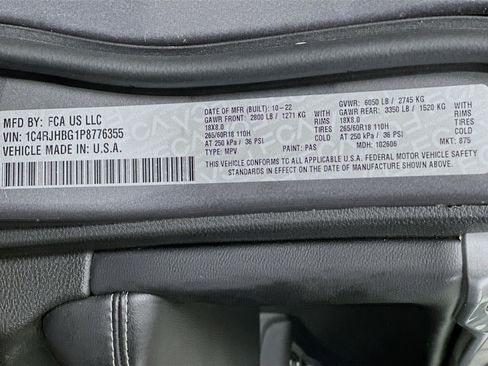 MFD BY: FCA US LLC
VIN: 1C4RJHBG1P8776355
VEHICLE MADE IN U.S.A.
DATE OF MFR (BUILT): 10-22
GAWR FRONT: 2800 LB / 1271 KG
18X8.0
265/60R18 110H
AT 250 kPa / 36 PSI
TYPE: MPV
PAINT: PAS
GVWR: 6050 LB / 2745 KG
GAWR REAR: 3350 LB / 1520 KG
18X8.0
265/60R18 110H
AT 250 kPa / 36 PSI
MDH: 102606
MKT: 875
RIMS
TIRES
RIMS
TIRES
THIS VEHICLE CONFORMS TO ALL APPLICABLE U.S.A. FEDERAL MOTOR VEHICLE SAFETY
STANDARDS IN EFFECT ON THE DATE OF MANUFACTURE SHOWN ABOVE.